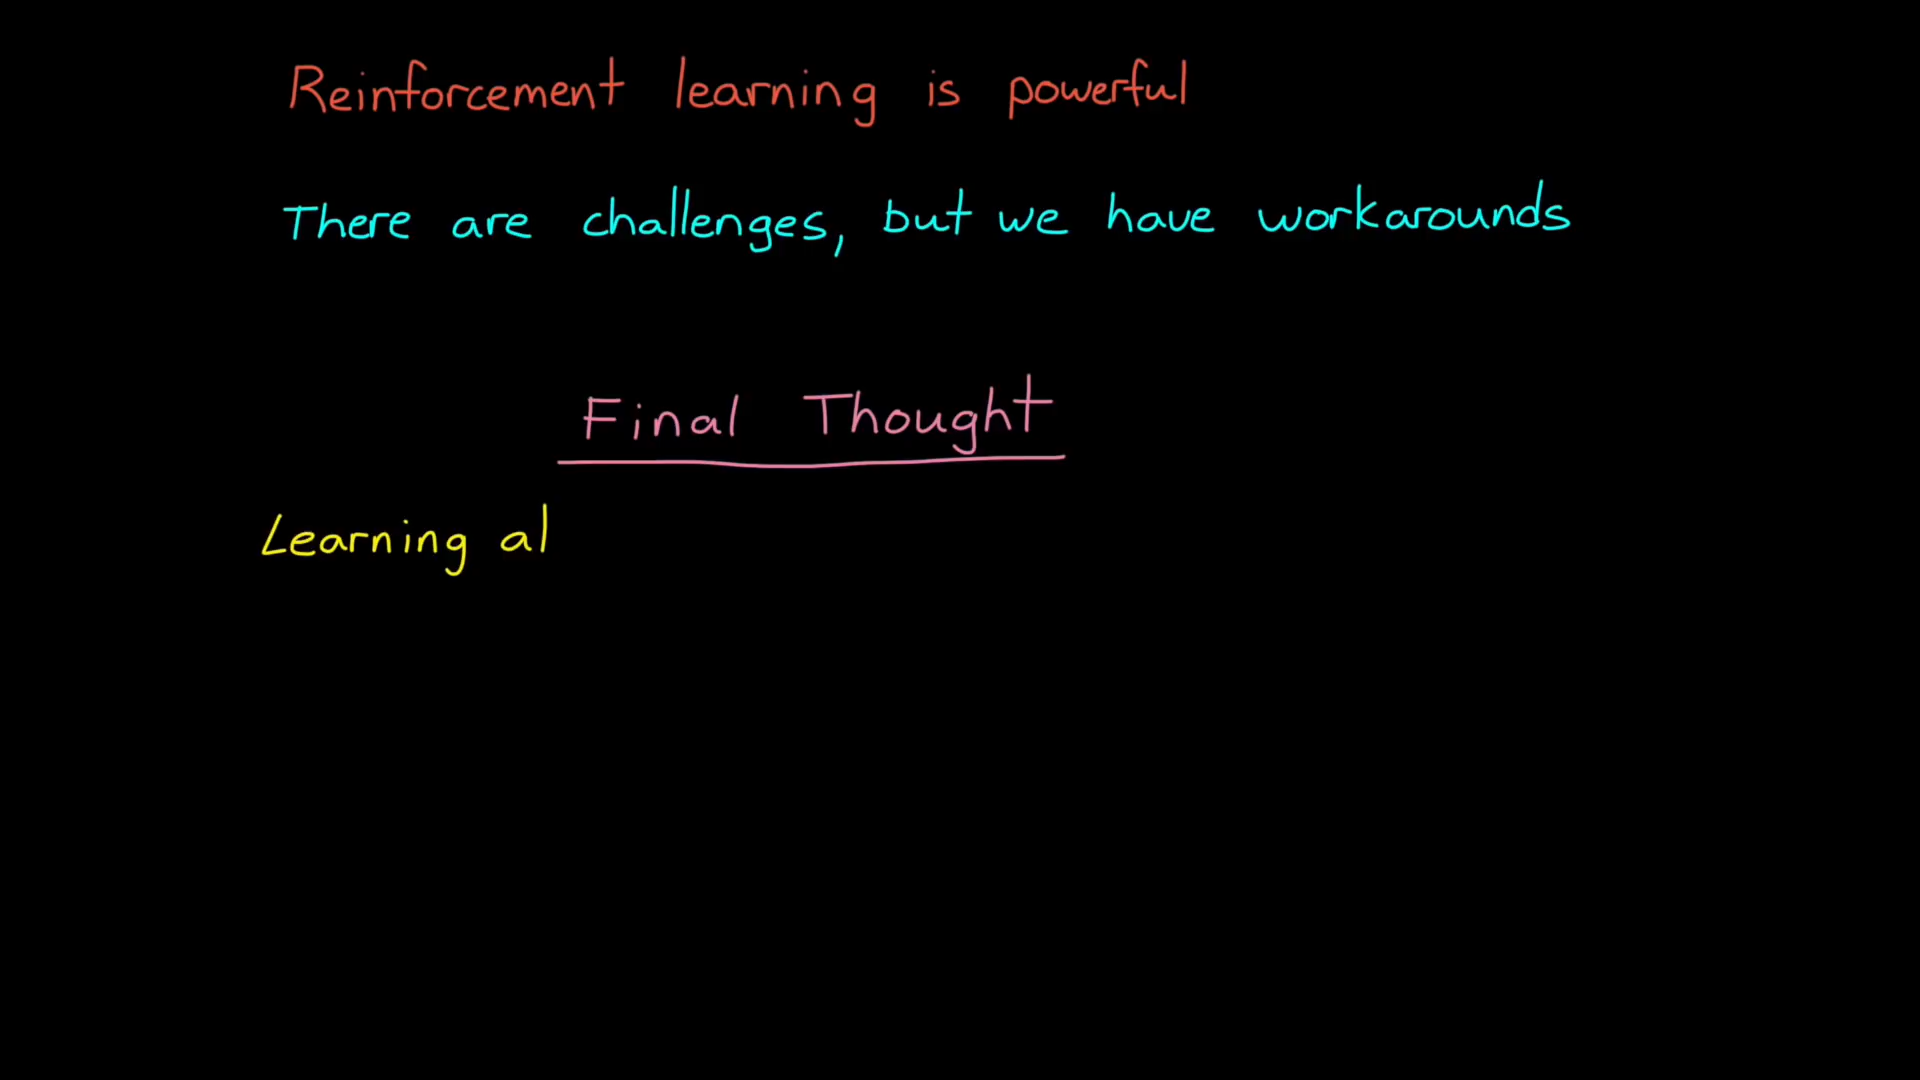 Reinforcement learning is powerful
There are challenges, but we have workarounds
Final Thought
Learning al